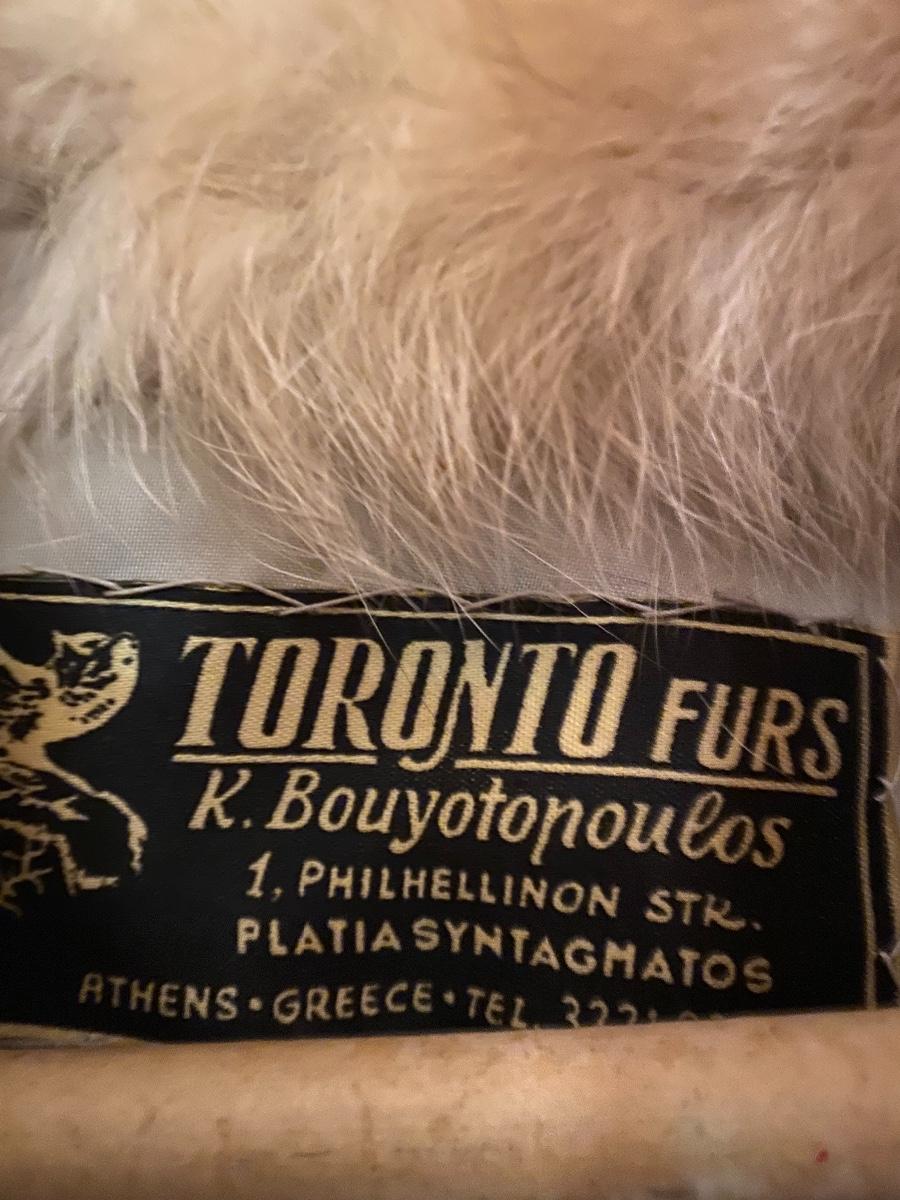 TORONTO FURS
K. Bouyotopoulos
1, PHILHELLINON STR.
PLATIA SYNTAGMATOS
ATHENS • GREECE • TEL.